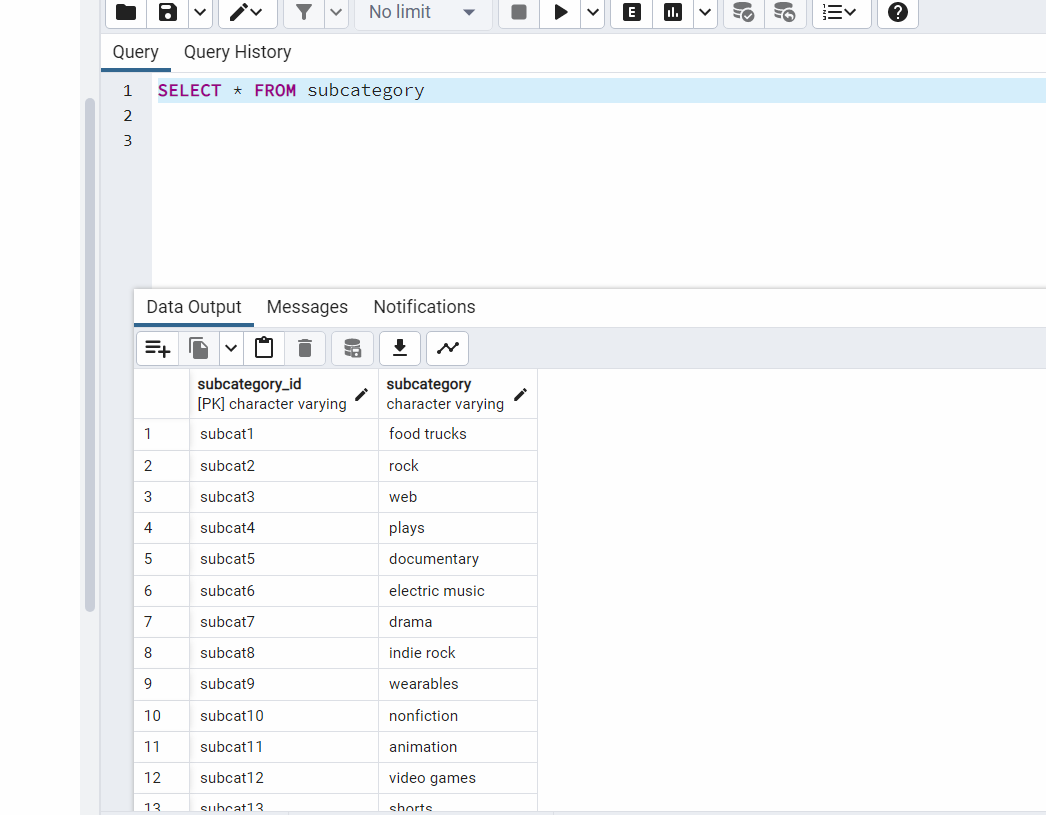 No limit
E
Query Query History
1 SELECT * FROM subcategory
2
3
Data Output Messages Notifications
subcategory_id subcategory
[PK] character varying character varying
1 subcat1 food trucks
2 subcat2 rock
3 subcat3 web
4 subcat4 plays
5 subcat5 documentary
6 subcat6 electric music
7 subcat7 drama
8 subcat8 indie rock
9 subcat9 wearables
10 subcat10 nonfiction
11 subcat11 animation
12 subcat12 video games
13 subcat13 shorts